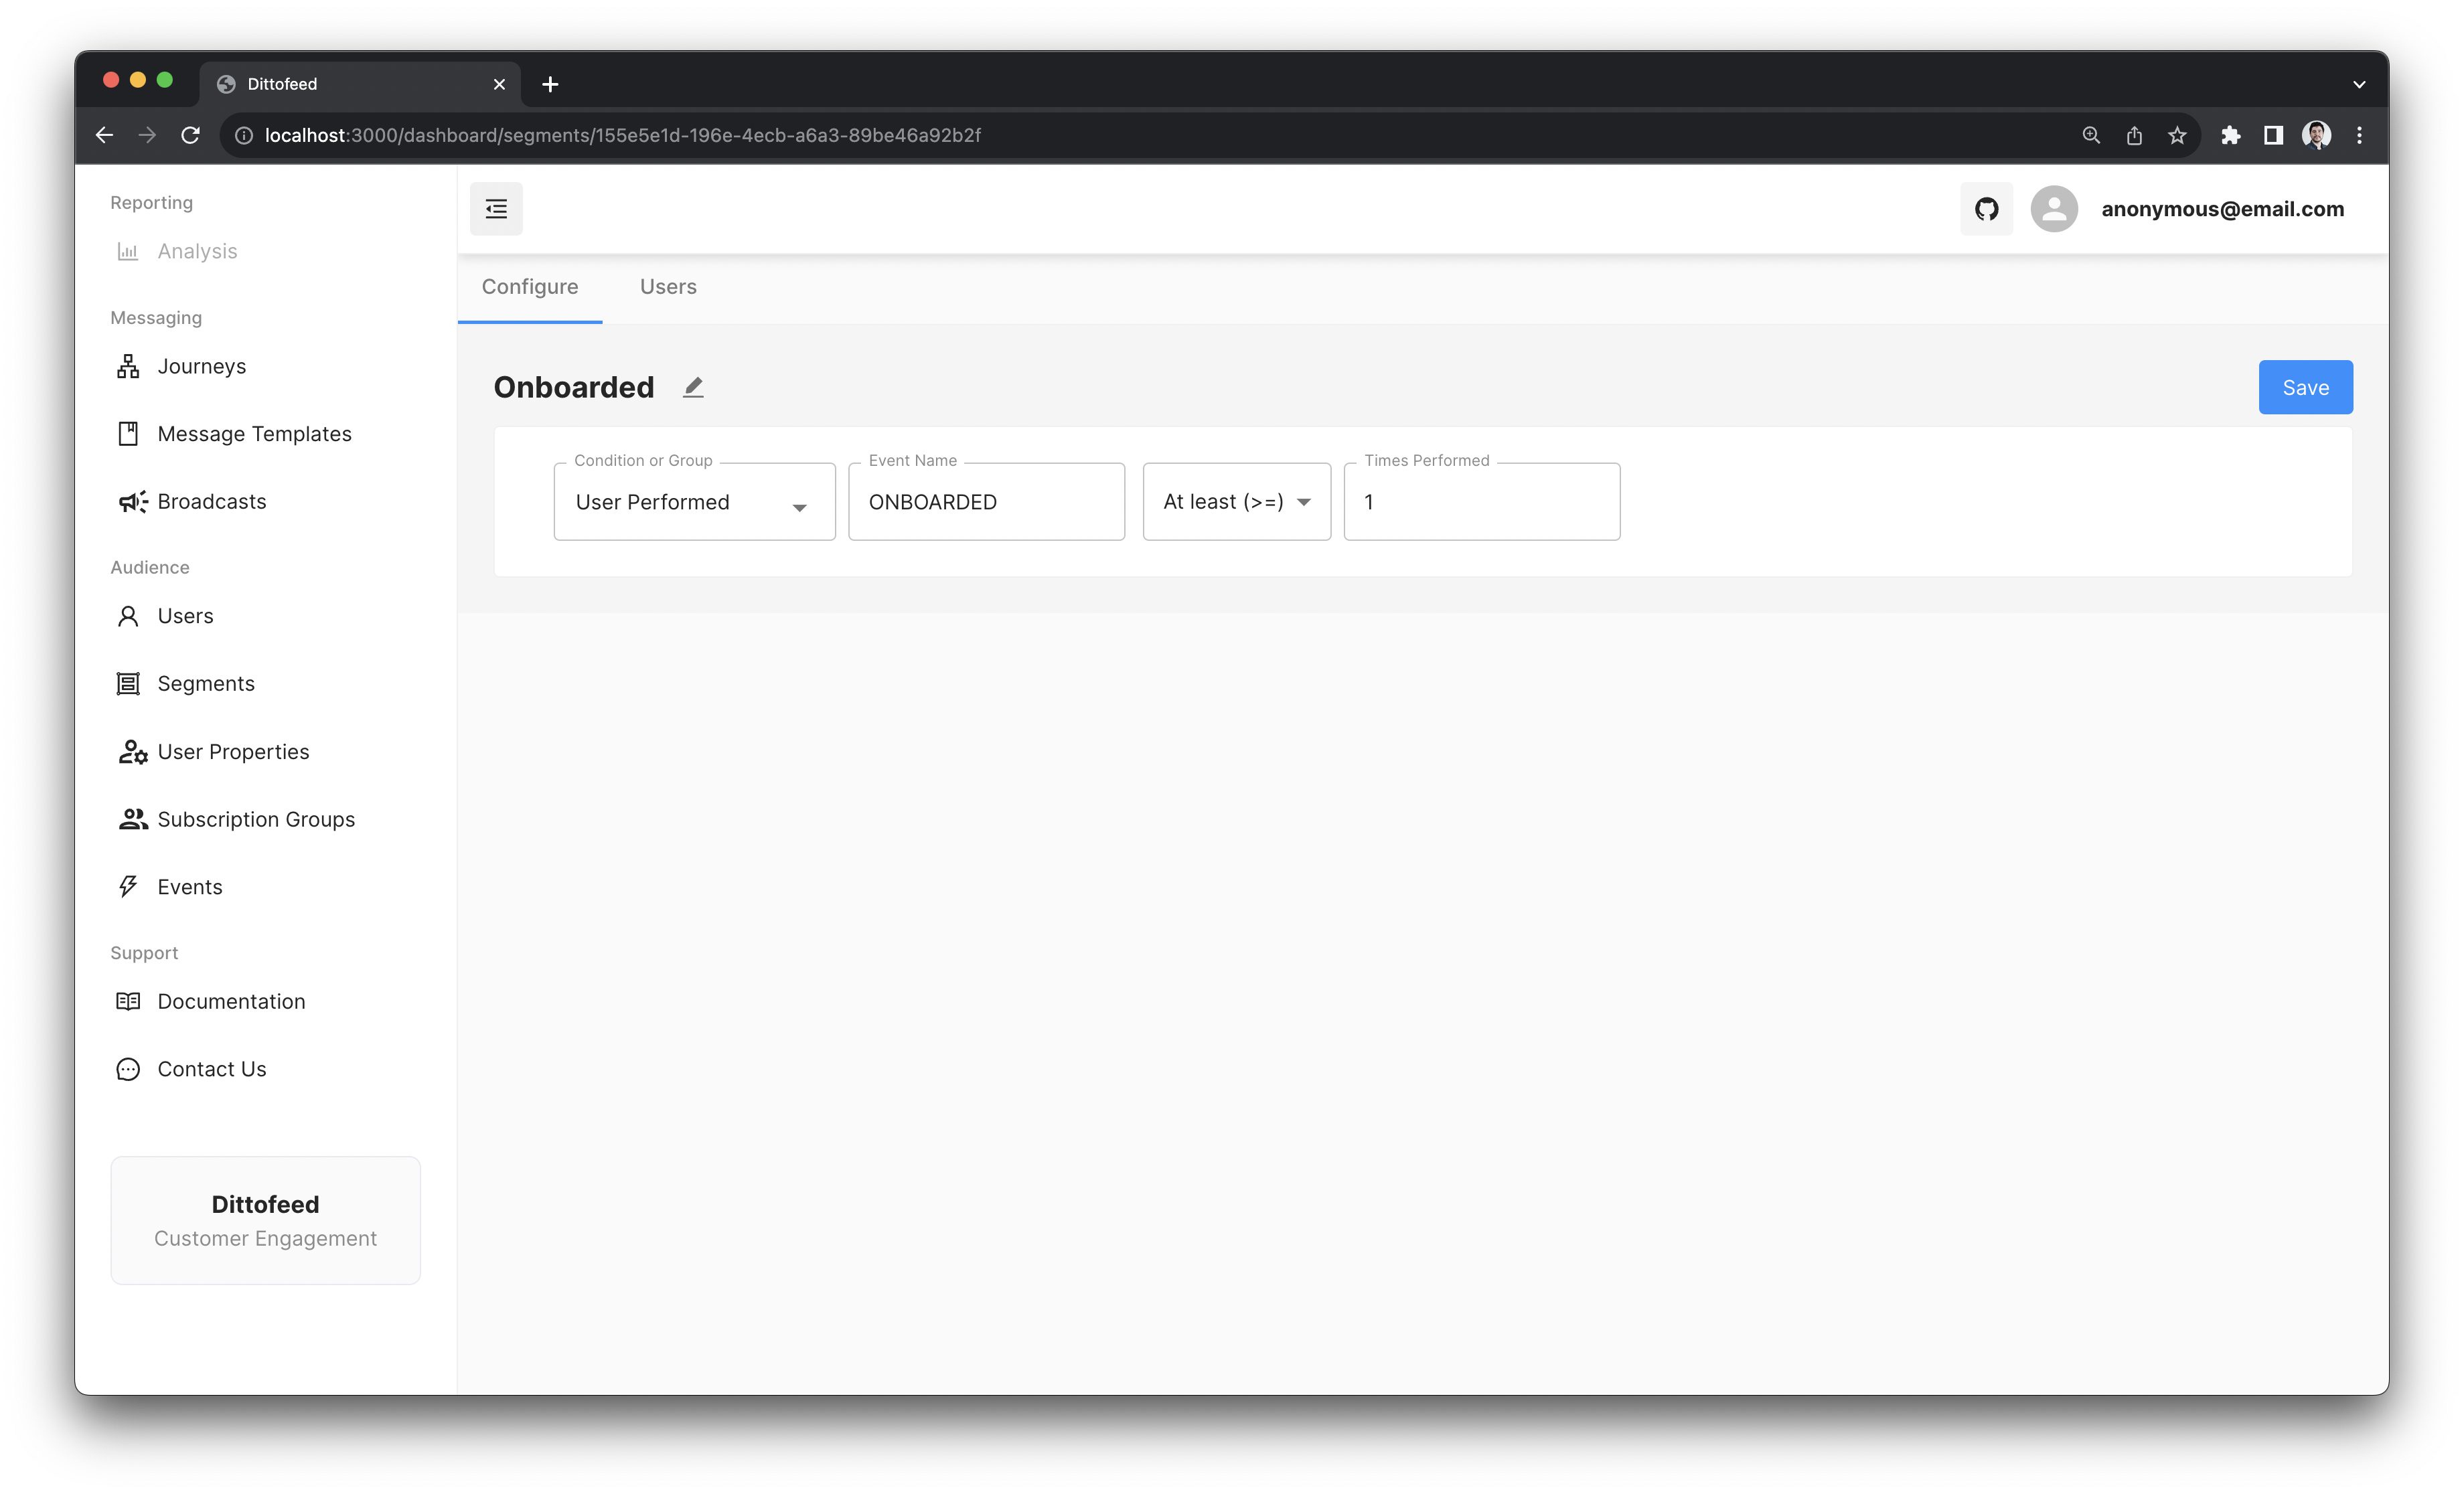 Dittofeed
localhost:3000/dashboard/segments/155e5e1d-196e-4ecb-a6a3-89be46a92b2f
Reporting
Analysis
Messaging
Journeys
Message Templates
Broadcasts
Audience
Users
Segments
User Properties
Subscription Groups
Events
Support
Documentation
Contact Us
Dittofeed
Customer Engagement
anonymous@email.com
Configure Users
Onboarded
Save
Condition or Group Event Name Times Performed
User Performed ONBOARDED At least (>=) 1